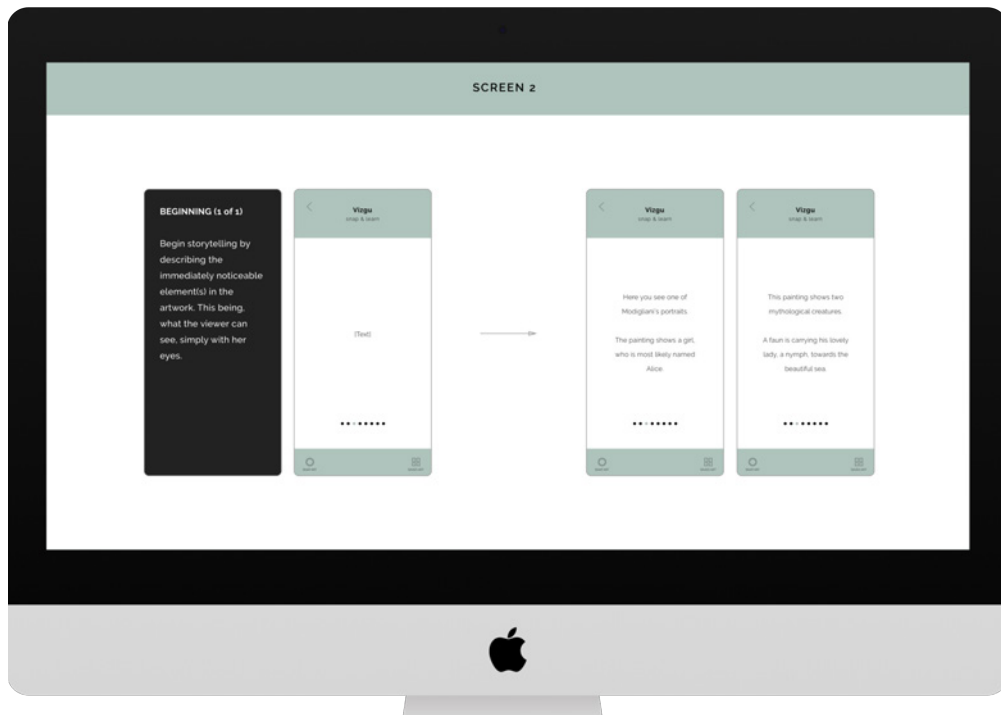 SCREEN 2
BEGINNING (1 of 1)
Begin storytelling by
describing the
immediately noticeable
element(s) in the
artwork. This being,
what the viewer can
see, simply with her
eyes.
Vizgu
snap & learn
[Text]
Vizgu
snap & learn
Here you see one of
Modigliani's portraits.
The painting shows a girl,
who is most likely named
Alice.
Vizgu
snap & learn
This painting shows two
mythological creatures.
A faun is carrying his lovely
lady, a nymph, towards the
beautiful sea.